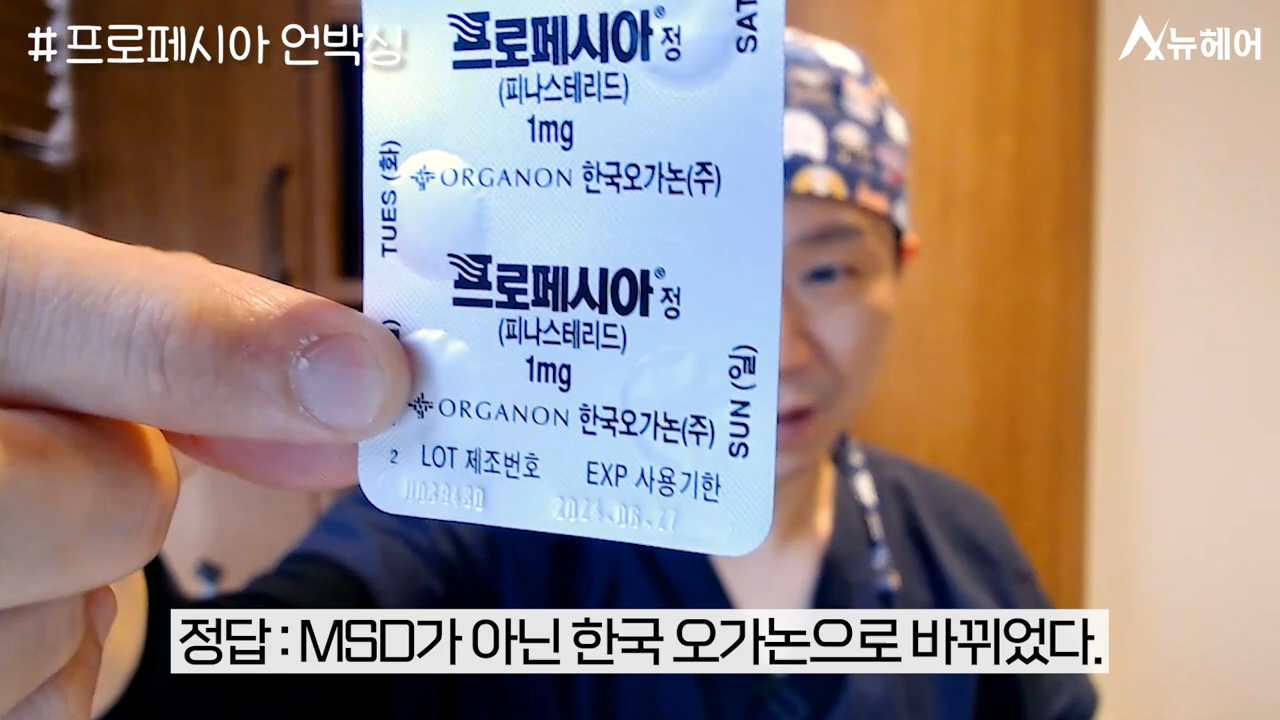 #프로페시아 언박싱
뉴헤어
프로페시아® 정
SAT
(피나스테리드)
1mg
TUES (화)
ORGANON 한국오가논(주)
프로페시아® 정
(피나스테리드)
1mg
ORGANON 한국오가논(주)
SUN (일)
2 LOT 제조번호 EXP 사용기한
2024.06.27
정답 : MSD가 아닌 한국 오가논으로 바뀌었다.